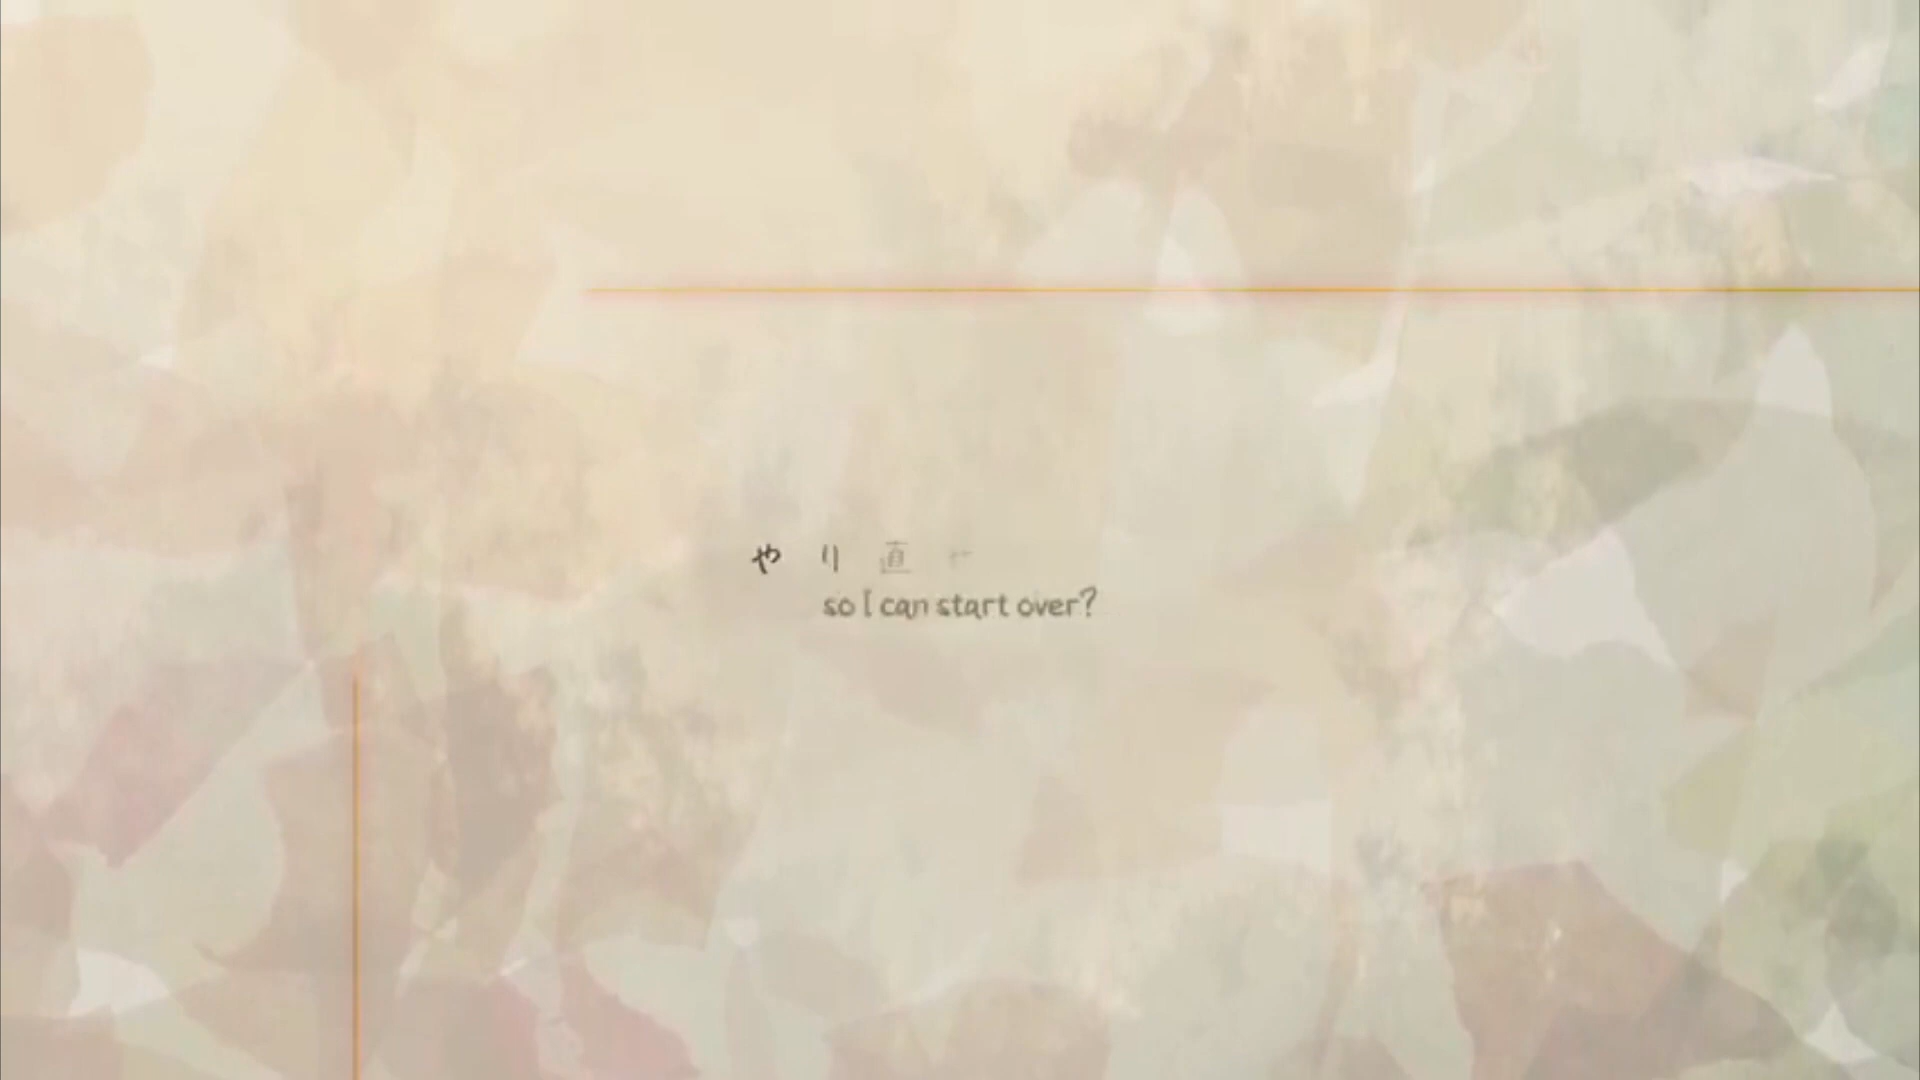 や り 直
so I can start over?